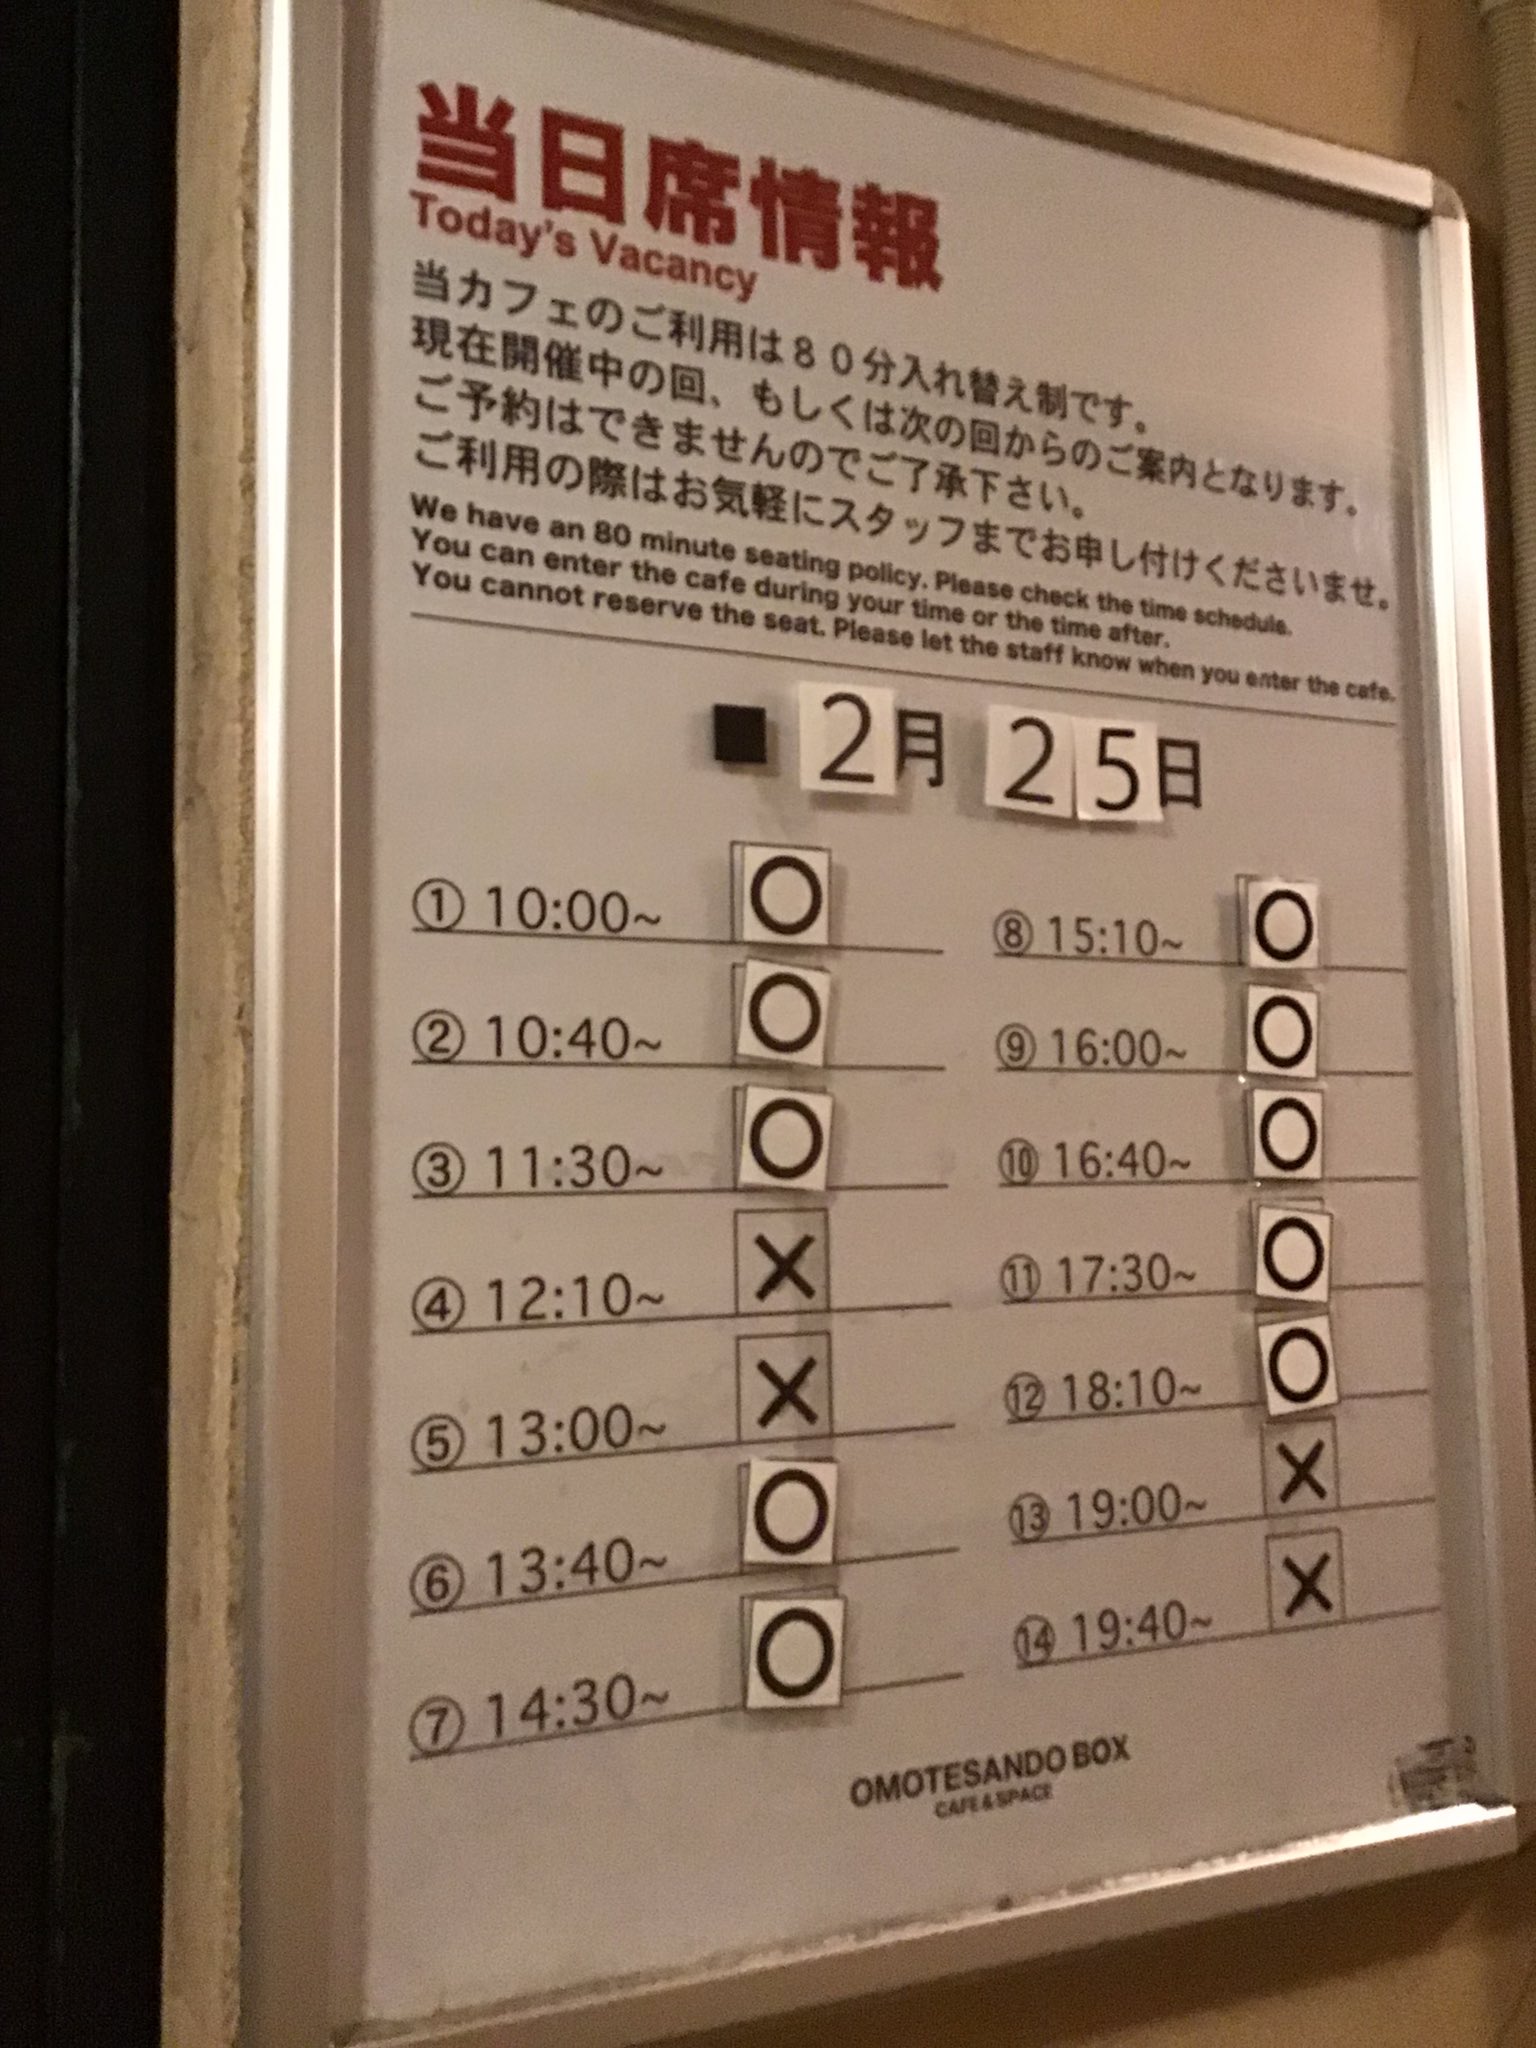 当日席情報
Today's Vacancy
当カフェのご利用は80分入れ替え制です。
現在開催中の回、もしくは次の回からのご案内となります。
ご予約はできませんのでご了承下さい。
ご利用の際はお気軽にスタッフまでお申し付けくださいませ。
We have an 80 minute seating policy. Please check the time schedule.
You can enter the cafe during your time or the time after.
You cannot reserve the seat. Please let the staff know when you enter the cafe.
■ 2月 25日
① 10:00~ ○
② 10:40~ ○
③ 11:30~ ○
④ 12:10~ ×
⑤ 13:00~ ×
⑥ 13:40~ ○
⑦ 14:30~ ○
⑧ 15:10~ ○
⑨ 16:00~ ○
⑩ 16:40~ ○
⑪ 17:30~ ○
⑫ 18:10~ ○
⑬ 19:00~ ×
⑭ 19:40~ ×
OMOTESANDO BOX
CAFE & SPACE